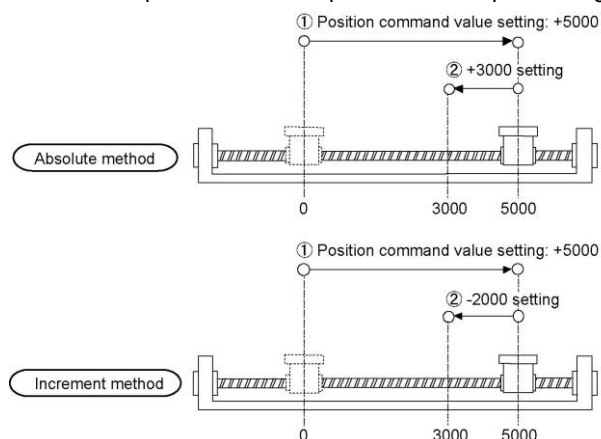 ① Position command value setting: +5000
② +3000 setting
Absolute method
0 3000 5000
① Position command value setting: +5000
② -2000 setting
Increment method
0 3000 5000